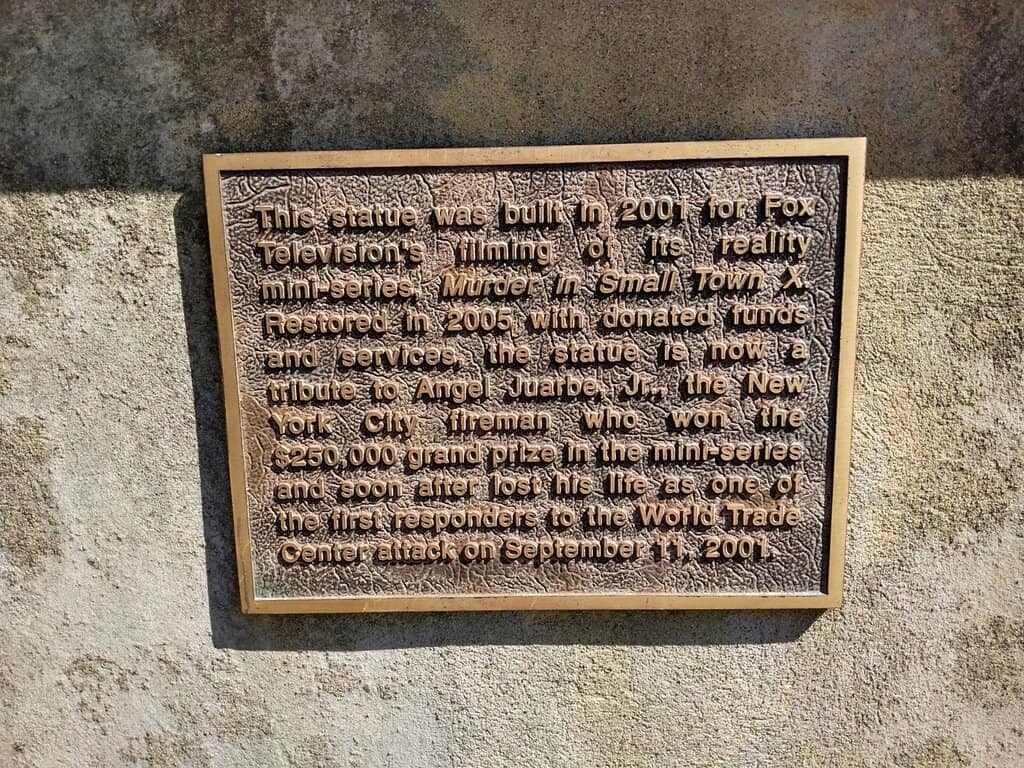 This statue was built in 2001 for Fox
Television's filming of its reality
mini-series, Murder in Small Town X.
Restored in 2005 with donated funds
and services, the statue is now a
tribute to Angel Juarbe, Jr., the New
York City fireman who won the
$250,000 grand prize in the mini-series
and soon after lost his life as one of
the first responders to the World Trade
Center attack on September 11, 2001.